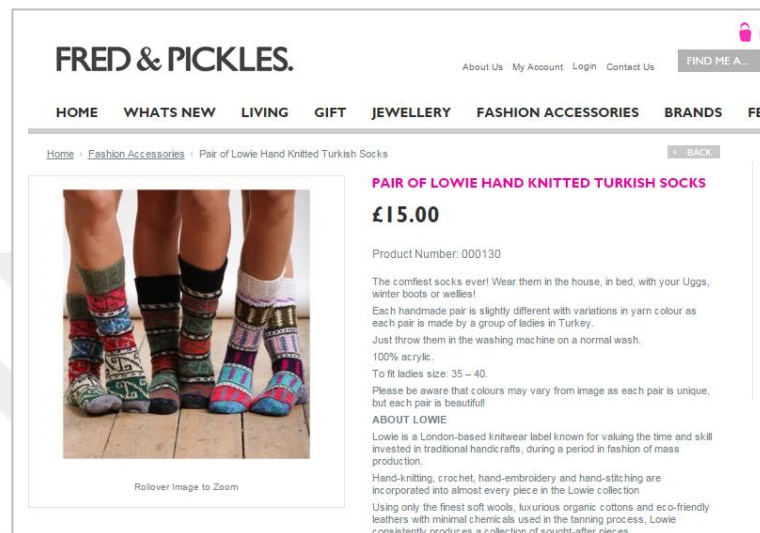 FRED & PICKLES.
About Us My Account Login Contact Us
FIND ME A...
HOME WHATS NEW LIVING GIFT JEWELLERY FASHION ACCESSORIES BRANDS FE
Home › Fashion Accessories › Pair of Lowie Hand Knitted Turkish Socks
‹ BACK
PAIR OF LOWIE HAND KNITTED TURKISH SOCKS
£15.00
Product Number: 000130
The comfiest socks ever! Wear them in the house, in bed, with your Uggs,
winter boots or wellies!
Each handmade pair is slightly different with variations in yarn colour as
each pair is made by a group of ladies in Turkey.
Just throw them in the washing machine on a normal wash.
100% acrylic.
To fit ladies size: 35 – 40.
Please be aware that colours may vary from image as each pair is unique,
but each pair is beautiful!
ABOUT LOWIE
Lowie is a London-based knitwear label known for valuing the time and skill
invested in traditional handicrafts, during a period in fashion of mass
production.
Hand-knitting, crochet, hand-embroidery and hand-stitching are
incorporated into almost every piece in the Lowie collection
Using only the finest soft wools, luxurious organic cottons and eco-friendly
leathers with minimal chemicals used in the tanning process, Lowie
consistently produces a collection of sought-after pieces
Rollover Image to Zoom